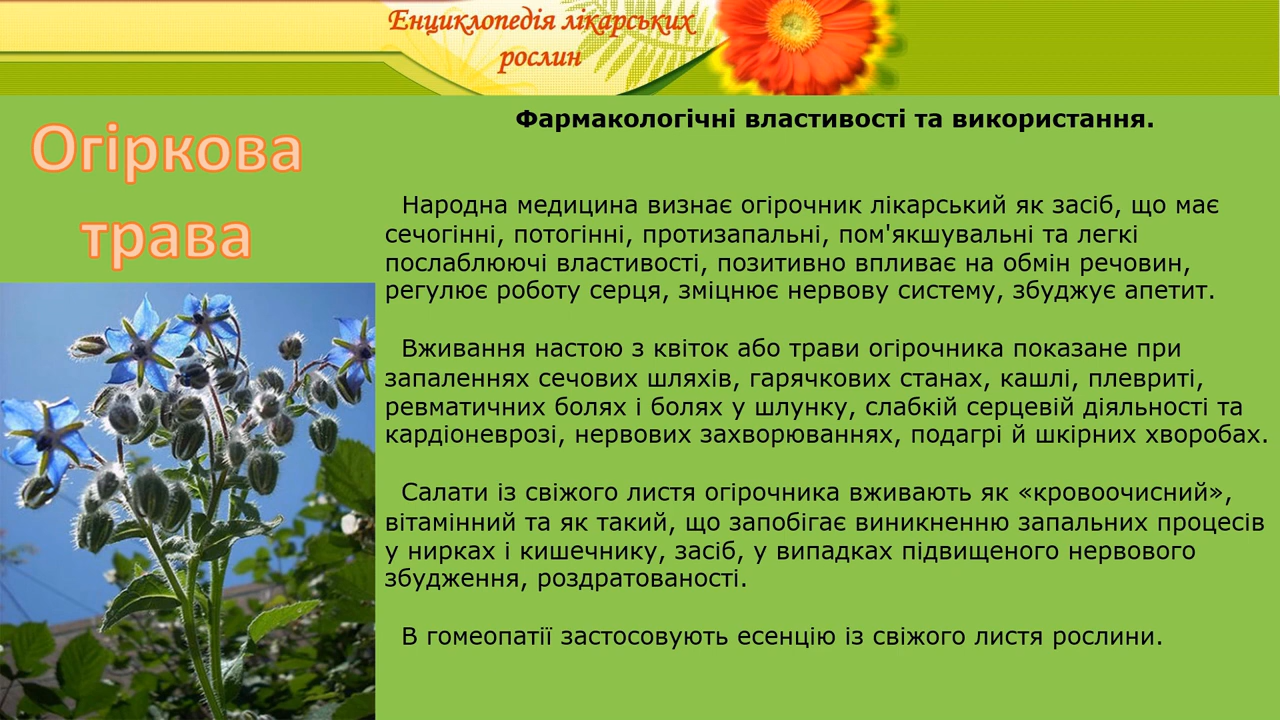 Енциклопедія лікарських
рослин
Огіркова
трава
Фармакологічні властивості та використання.
Народна медицина визнає огірочник лікарський як засіб, що має
сечогінні, потогінні, протизапальні, пом'якшувальні та легкі
послаблюючі властивості, позитивно впливає на обмін речовин,
регулює роботу серця, зміцнює нервову систему, збуджує апетит.
Вживання настою з квіток або трави огірочника показане при
запаленнях сечових шляхів, гарячкових станах, кашлі, плевриті,
ревматичних болях і болях у шлунку, слабкій серцевій діяльності та
кардіоневрозі, нервових захворюваннях, подагрі й шкірних хворобах.
Салати із свіжого листя огірочника вживають як «кровоочисний»,
вітамінний та як такий, що запобігає виникненню запальних процесів
у нирках і кишечнику, засіб, у випадках підвищеного нервового
збудження, роздратованості.
В гомеопатії застосовують есенцію із свіжого листя рослини.